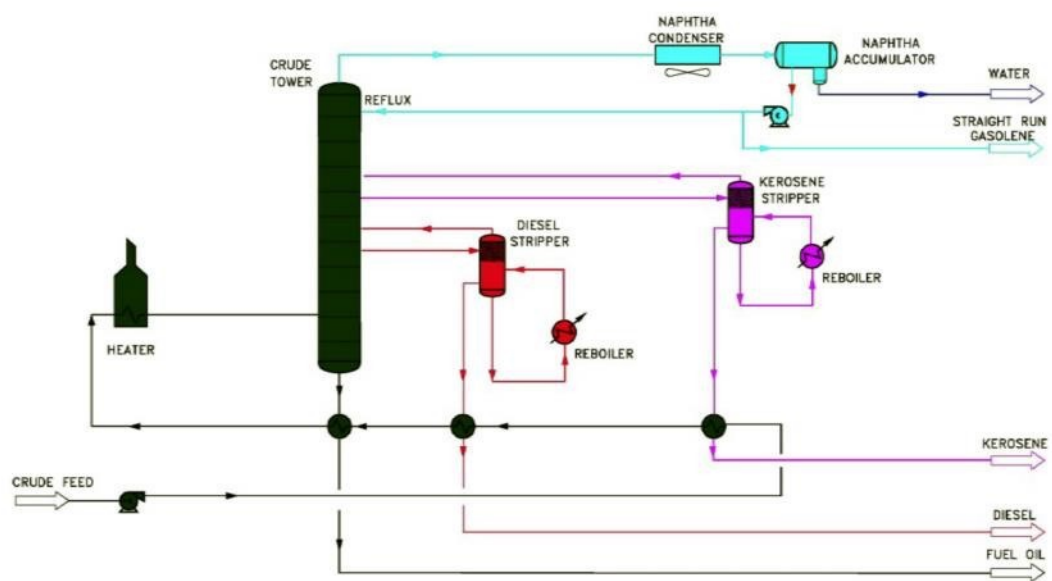 NAPHTHA
CONDENSER
NAPHTHA
ACCUMULATOR
CRUDE
TOWER
WATER
REFLUX
STRAIGHT RUN
GASOLENE
KEROSENE
STRIPPER
DIESEL
STRIPPER
REBOILER
HEATER
REBOILER
KEROSENE
CRUDE FEED
DIESEL
FUEL OIL